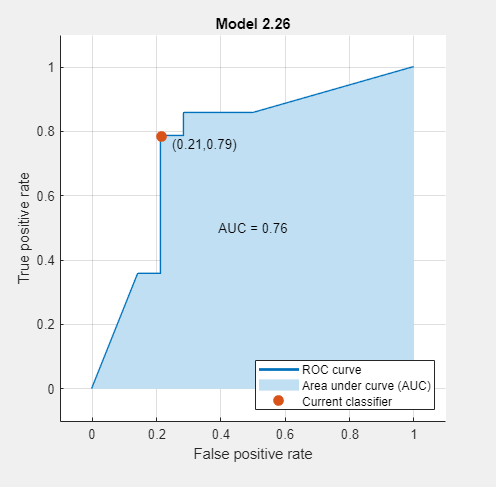 Model 2.26
1
0.8
0.6
0.4
0.2
0
True positive rate
(0.21,0.79)
AUC = 0.76
ROC curve
Area under curve (AUC)
Current classifier
0 0.2 0.4 0.6 0.8 1
False positive rate